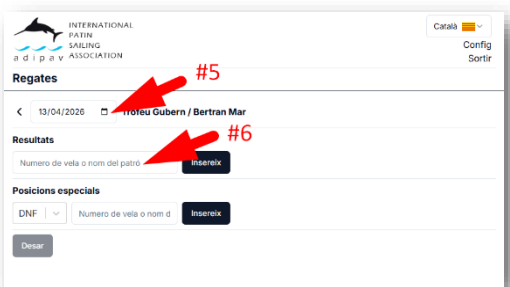 INTERNATIONAL
PATIN
SAILING
ASSOCIATION
adipav
Català
Config
Sortir
Regates
#5
13/04/2026
Trofeu Gubern / Bertran Mar
#6
Resultats
Numero de vela o nom del patró
Insereix
Posicions especials
DNF
Numero de vela o nom d
Insereix
Desar